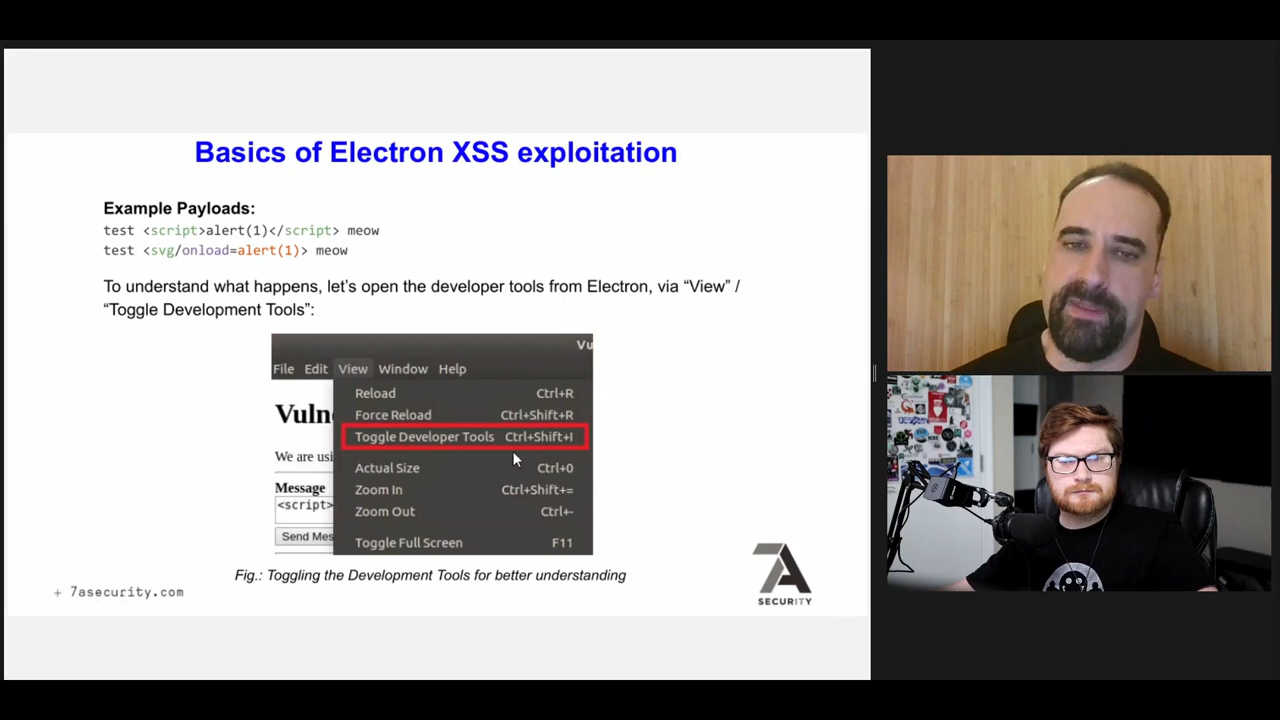 Basics of Electron XSS exploitation
Example Payloads:
test <script>alert(1)</script> meow
test <svg/onload=alert(1)> meow
To understand what happens, let's open the developer tools from Electron, via “View” /
“Toggle Development Tools”:
Vu
File Edit View Window Help
Reload Ctrl+R
Force Reload Ctrl+Shift+R
Vuln
Toggle Developer Tools Ctrl+Shift+I
We are usi
Actual Size Ctrl+0
Message
Zoom In Ctrl+Shift+=
<script>
Zoom Out Ctrl+-
Send Mes
Toggle Full Screen F11
Fig.: Toggling the Development Tools for better understanding
+ 7asecurity.com
7A
SECURITY